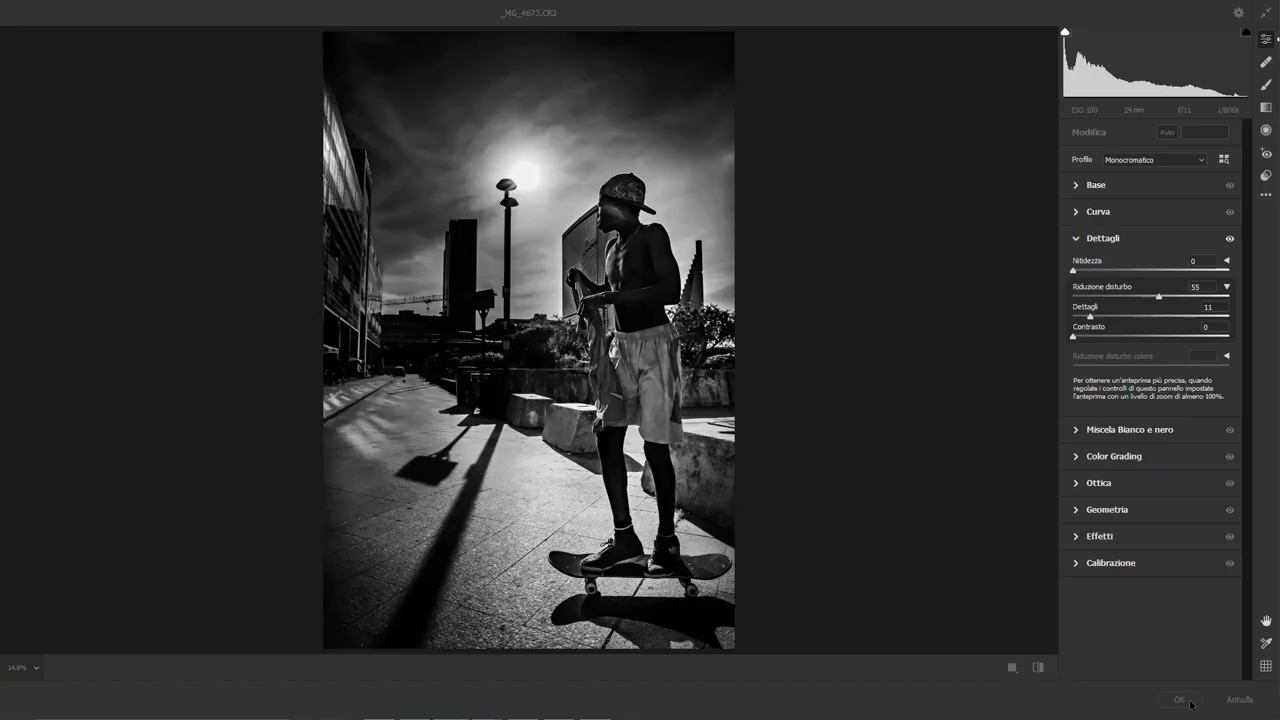 _MG_4673.CR3
ISO 100 24 mm f/11 1/800s
Modifica Auto
Profilo Monocromatico
Base
Curva
Dettagli
Nitidezza 0
Riduzione disturbo 55
Dettagli 11
Contrasto 0
Riduzione disturbo colore
Per ottenere un'anteprima più precisa, quando
regolate i controlli di questo pannello impostate
l'anteprima con un livello di zoom di almeno 100%.
Miscela Bianco e nero
Color Grading
Ottica
Geometria
Effetti
Calibrazione
14,8%
OK Annulla